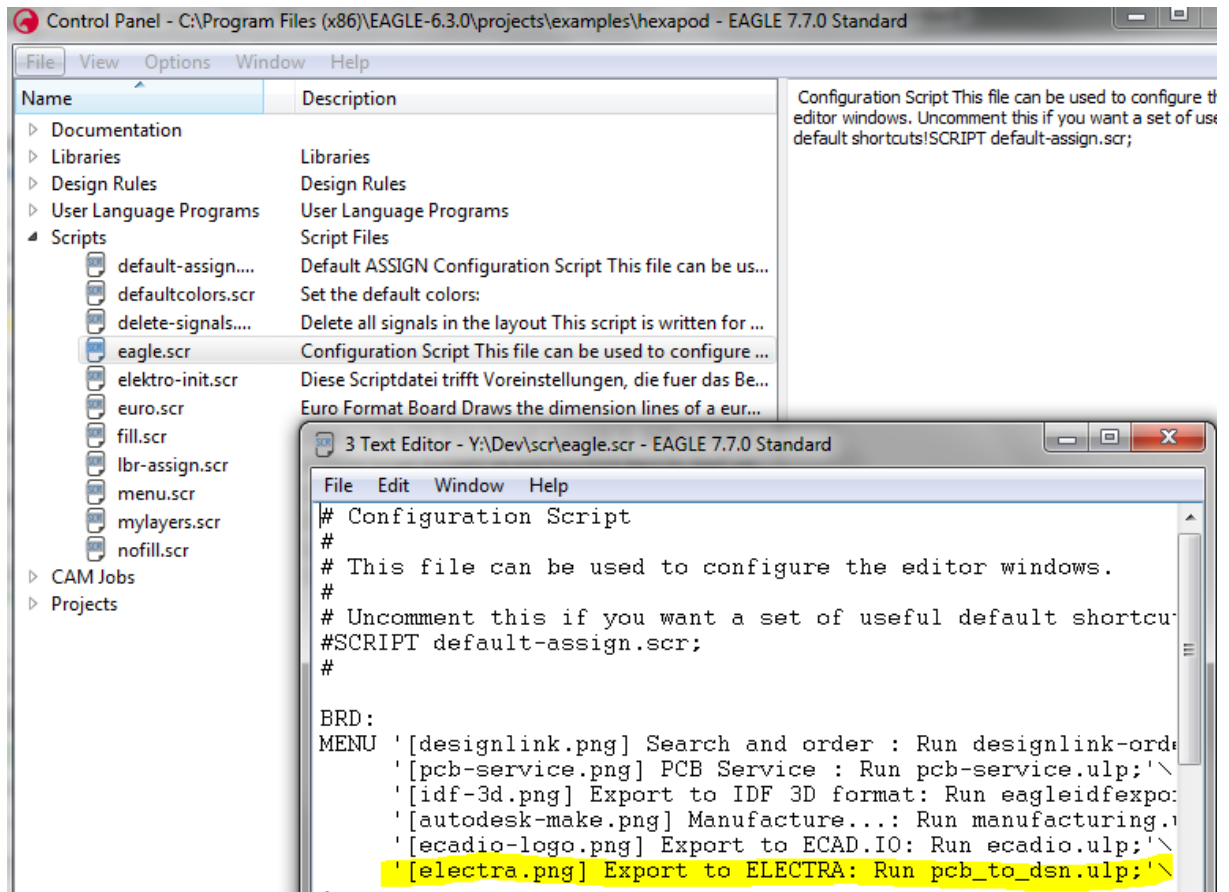 Control Panel - C:\Program Files (x86)\EAGLE-6.3.0\projects\examples\hexapod - EAGLE 7.7.0 Standard
File View Options Window Help
Name Description
Documentation
Libraries Libraries
Design Rules Design Rules
User Language Programs User Language Programs
Scripts Script Files
default-assign.... Default ASSIGN Configuration Script This file can be us...
defaultcolors.scr Set the default colors:
delete-signals.... Delete all signals in the layout This script is written for ...
eagle.scr Configuration Script This file can be used to configure ...
elektro-init.scr Diese Scriptdatei trifft Voreinstellungen, die fuer das Be...
euro.scr Euro Format Board Draws the dimension lines of a eur...
fill.scr
lbr-assign.scr
menu.scr
mylayers.scr
nofill.scr
CAM Jobs
Projects
Configuration Script This file can be used to configure th
editor windows. Uncomment this if you want a set of use
default shortcuts!SCRIPT default-assign.scr;
3 Text Editor - Y:\Dev\scr\eagle.scr - EAGLE 7.7.0 Standard
File Edit Window Help
# Configuration Script
#
# This file can be used to configure the editor windows.
#
# Uncomment this if you want a set of useful default shortcu
#SCRIPT default-assign.scr;
#
BRD:
MENU '[designlink.png] Search and order : Run designlink-orde
'[pcb-service.png] PCB Service : Run pcb-service.ulp;'\
'[idf-3d.png] Export to IDF 3D format: Run eagleidfexpo
'[autodesk-make.png] Manufacture...: Run manufacturing.
'[ecadio-logo.png] Export to ECAD.IO: Run ecadio.ulp;'\
'[electra.png] Export to ELECTRA: Run pcb_to_dsn.ulp;'\